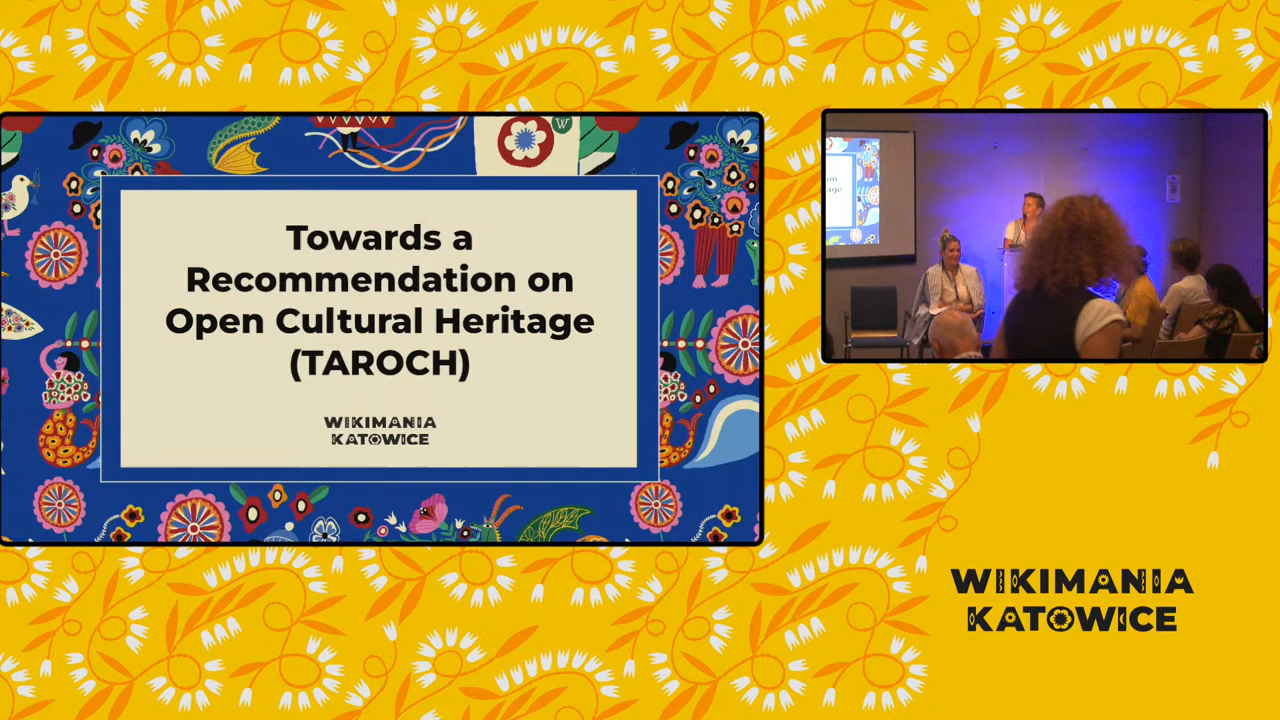 Towards a
Recommendation on
Open Cultural Heritage
(TAROCH)
WIKIMANIA
KATOWICE
W
WIKIMANIA
KATOWICE